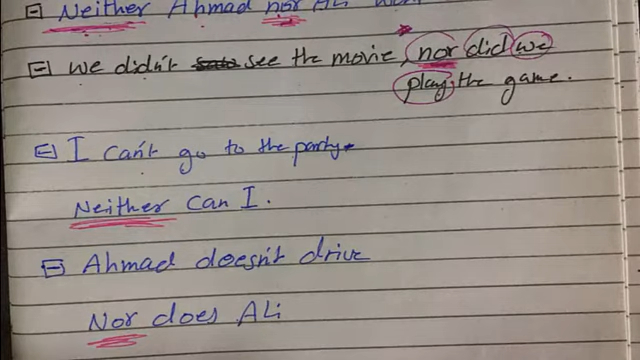 Neither Ahmad nor Ali
we didn't see the movie, nor did we
play the game.
I can't go to the party
Neither can I.
Ahmad doesn't drive
Nor does Ali